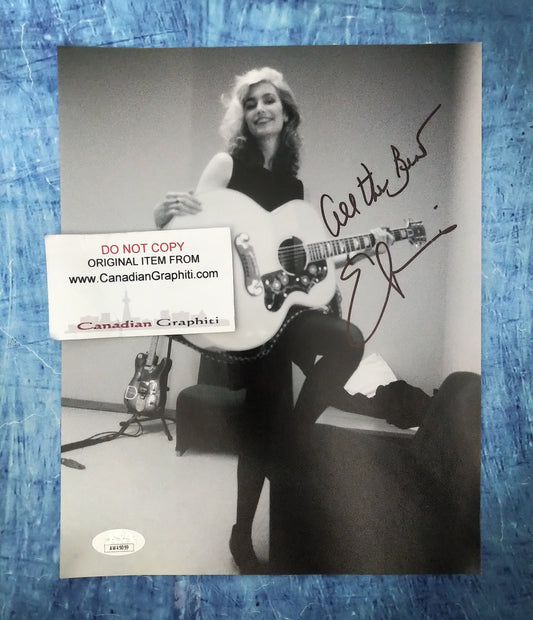 All the Best
DO NOT COPY
ORIGINAL ITEM FROM
www.CanadianGraphiti.com
Canadian Graphiti